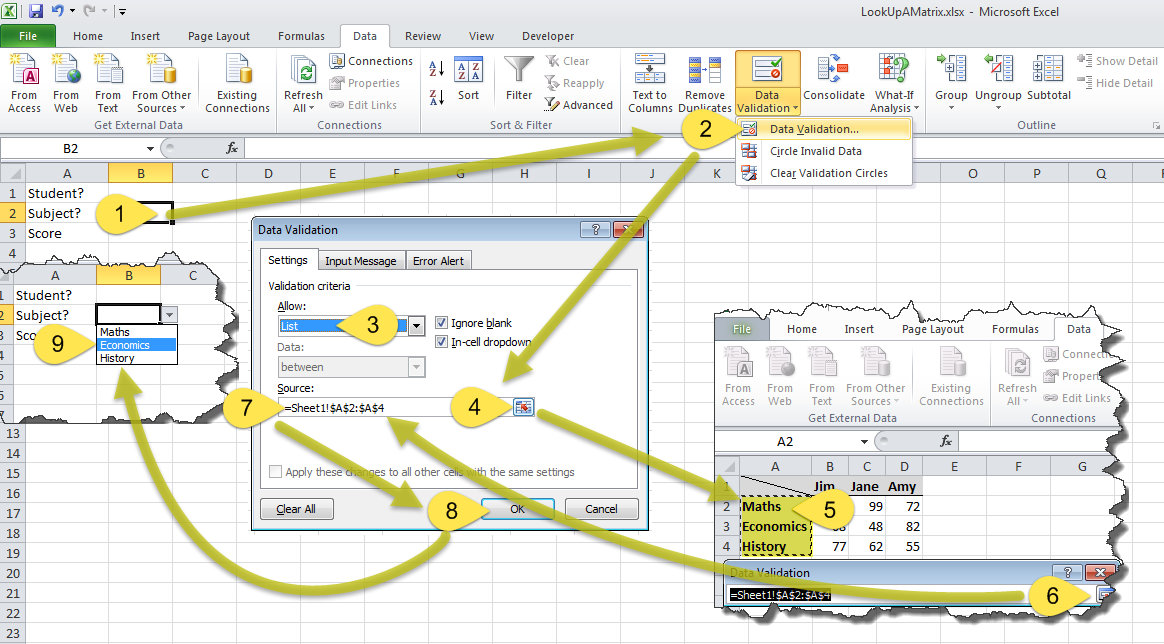 LookUpAMatrix.xlsx - Microsoft Excel
File Home Insert Page Layout Formulas Data Review View Developer
From Access
From Web
From Text
From Other Sources
Existing Connections
Get External Data
Refresh All
Connections
Properties
Edit Links
Connections
A Z
Z A
Sort
Filter
Clear
Reapply
Advanced
Sort & Filter
Text to Columns
Remove Duplicates
Data Validation
Consolidate
What-If Analysis
Group
Ungroup
Subtotal
Show Detail
Hide Detail
Outline
2
Data Validation...
Circle Invalid Data
Clear Validation Circles
B2 fx
A B C D E F G H I J K O P Q
1 Student?
2 Subject? 1
3 Score
4
A B C
1 Student?
2 Subject?
3
Maths
9 Economics
History
13
14
15
16
17
18
19
20
21
22
23
Data Validation
Settings Input Message Error Alert
Validation criteria
Allow:
List 3
Ignore blank
In-cell dropdown
Data:
between
Source:
7 =Sheet1!$A$2:$A$4 4
Apply these changes to all other cells with the same settings
Clear All 8 OK Cancel
File Home Insert Page Layout Formulas Data
From Access
From Web
From Text
From Other Sources
Existing Connections
Get External Data
Refresh All
Edit Links
Connections
A2 fx
A B C D E F G
1 Jim Jane Amy
2 Maths 5 99 72
3 Economics 48 82
4 History 77 62 55
Data Validation
=Sheet1!$A$2:$A$4 6